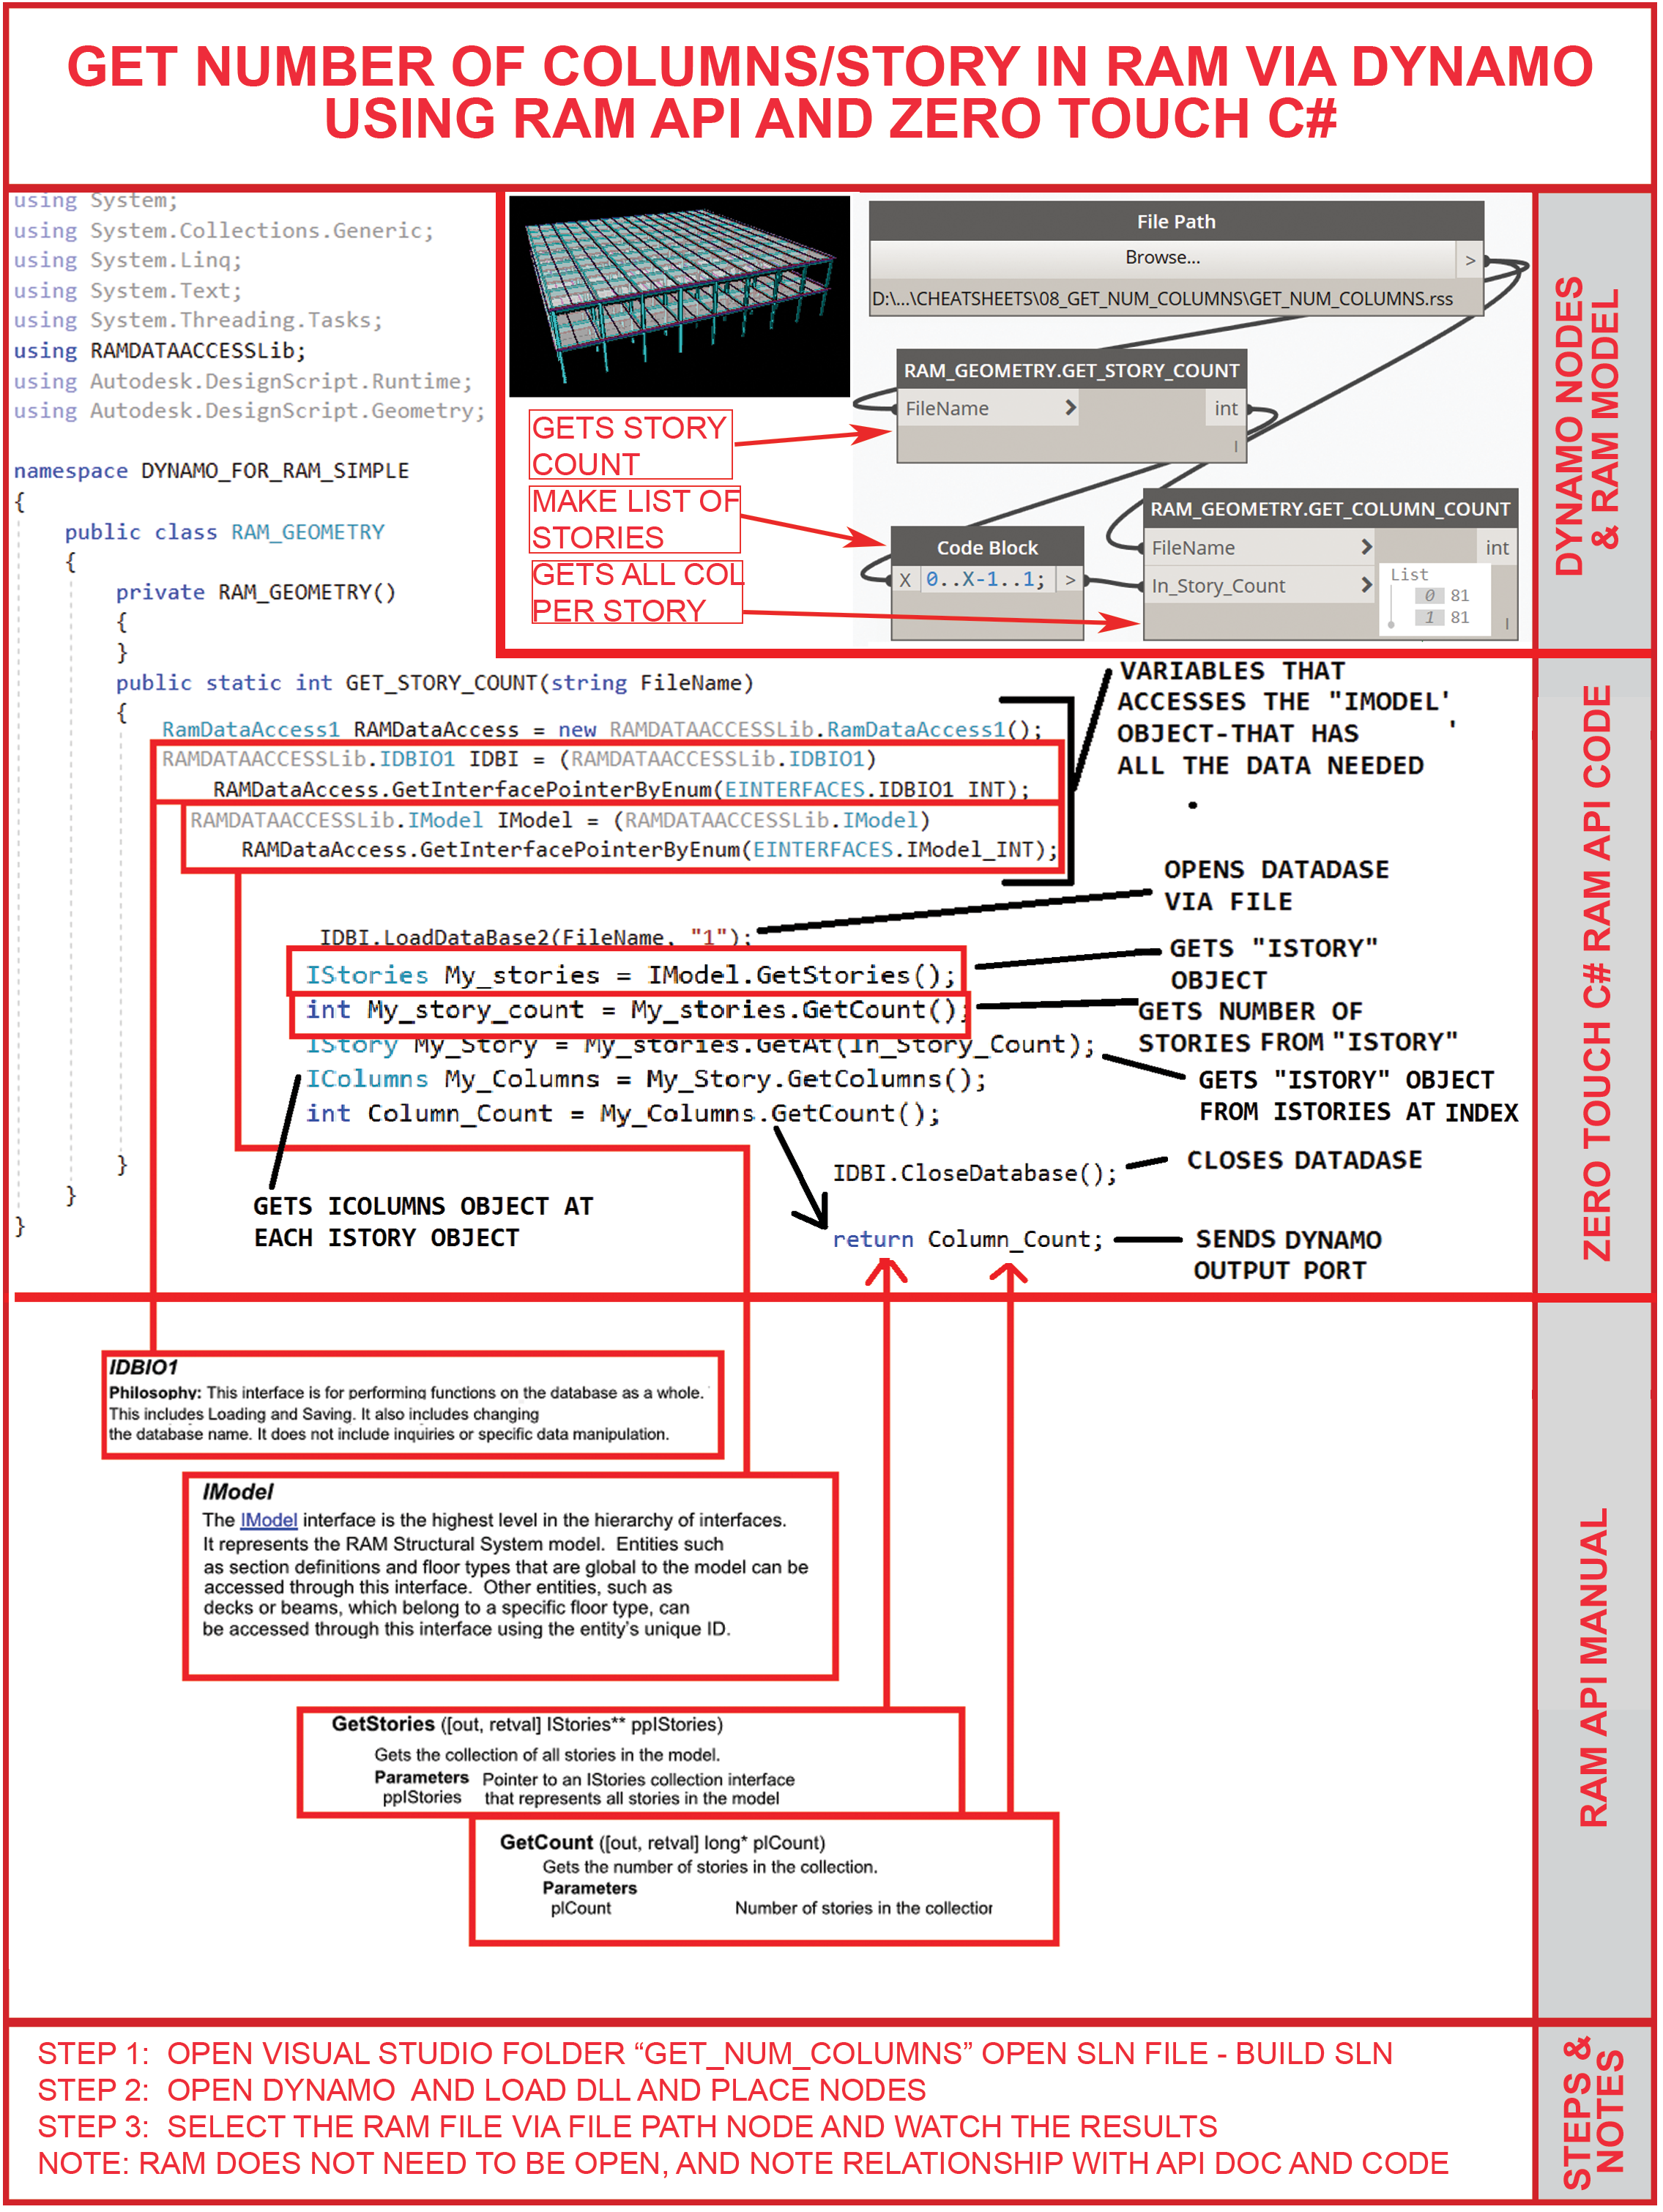 GET NUMBER OF COLUMNS/STORY IN RAM VIA DYNAMO
USING RAM API AND ZERO TOUCH C#
using System;
using System.Collections.Generic;
using System.Linq;
using System.Text;
using System.Threading.Tasks;
using RAMDATAACCESSLib;
using Autodesk.DesignScript.Runtime;
using Autodesk.DesignScript.Geometry;
File Path
Browse...
>
D:\...\CHEATSHEETS\08_GET_NUM_COLUMNS\GET_NUM_COLUMNS.rss
RAM_GEOMETRY.GET_STORY_COUNT
FileName > int
l
GETS STORY
COUNT
MAKE LIST OF
STORIES
GETS ALL COL
PER STORY
Code Block
X 0..X-1..1; >
RAM_GEOMETRY.GET_COLUMN_COUNT
FileName > int
In_Story_Count >
List
0 81
1 81
l
DYNAMO NODES
& RAM MODEL
namespace DYNAMO_FOR_RAM_SIMPLE
{
public class RAM_GEOMETRY
{
private RAM_GEOMETRY()
{
}
public static int GET_STORY_COUNT(string FileName)
{
RamDataAccess1 RAMDataAccess = new RAMDATAACCESSLib.RamDataAccess1();
RAMDATAACCESSLib.IDBIO1 IDBI = (RAMDATAACCESSLib.IDBIO1)
RAMDataAccess.GetInterfacePointerByEnum(EINTERFACES.IDBIO1_INT);
RAMDATAACCESSLib.IModel IModel = (RAMDATAACCESSLib.IModel)
RAMDataAccess.GetInterfacePointerByEnum(EINTERFACES.IModel_INT);
VARIABLES THAT
ACCESSES THE "IMODEL'
OBJECT-THAT HAS '
ALL THE DATA NEEDED
.
OPENS DATADASE
VIA FILE
IDBI.LoadDataBase2(FileName, "1");
IStories My_stories = IModel.GetStories();
GETS "ISTORY"
OBJECT
int My_story_count = My_stories.GetCount();
GETS NUMBER OF
STORIES FROM "ISTORY"
IStory My_Story = My_stories.GetAt(In_Story_Count);
GETS "ISTORY" OBJECT
FROM ISTORIES AT INDEX
IColumns My_Columns = My_Story.GetColumns();
int Column_Count = My_Columns.GetCount();
IDBI.CloseDatabase();
CLOSES DATADASE
GETS ICOLUMNS OBJECT AT
EACH ISTORY OBJECT
return Column_Count;
SENDS DYNAMO
OUTPUT PORT
}
}
}
ZERO TOUCH C# RAM API CODE
IDBIO1
Philosophy: This interface is for performing functions on the database as a whole.
This includes Loading and Saving. It also includes changing
the database name. It does not include inquiries or specific data manipulation.
IModel
The IModel interface is the highest level in the hierarchy of interfaces.
It represents the RAM Structural System model. Entities such
as section definitions and floor types that are global to the model can be
accessed through this interface. Other entities, such as
decks or beams, which belong to a specific floor type, can
be accessed through this interface using the entity's unique ID.
GetStories ([out, retval] IStories** ppIStories)
Gets the collection of all stories in the model.
Parameters Pointer to an IStories collection interface
ppIStories that represents all stories in the model
GetCount ([out, retval] long* plCount)
Gets the number of stories in the collection.
Parameters
plCount Number of stories in the collection
RAM API MANUAL
STEP 1: OPEN VISUAL STUDIO FOLDER “GET_NUM_COLUMNS” OPEN SLN FILE - BUILD SLN
STEP 2: OPEN DYNAMO AND LOAD DLL AND PLACE NODES
STEP 3: SELECT THE RAM FILE VIA FILE PATH NODE AND WATCH THE RESULTS
NOTE: RAM DOES NOT NEED TO BE OPEN, AND NOTE RELATIONSHIP WITH API DOC AND CODE
STEPS &
NOTES